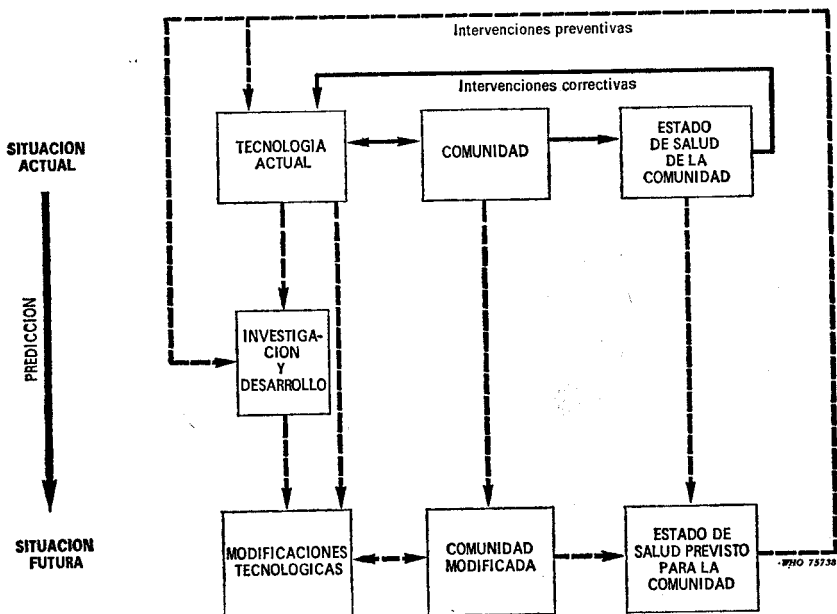 Intervenciones preventivas
Intervenciones correctivas
SITUACION
ACTUAL
TECNOLOGIA
ACTUAL
COMUNIDAD
ESTADO
DE SALUD
DE LA
COMUNIDAD
PREDICCION
INVESTIGA-
CION
Y
DESARROLLO
SITUACION
FUTURA
MODIFICACIONES
TECNOLOGICAS
COMUNIDAD
MODIFICADA
ESTADO DE
SALUD PREVISTO
PARA LA
COMUNIDAD
WHO 75738